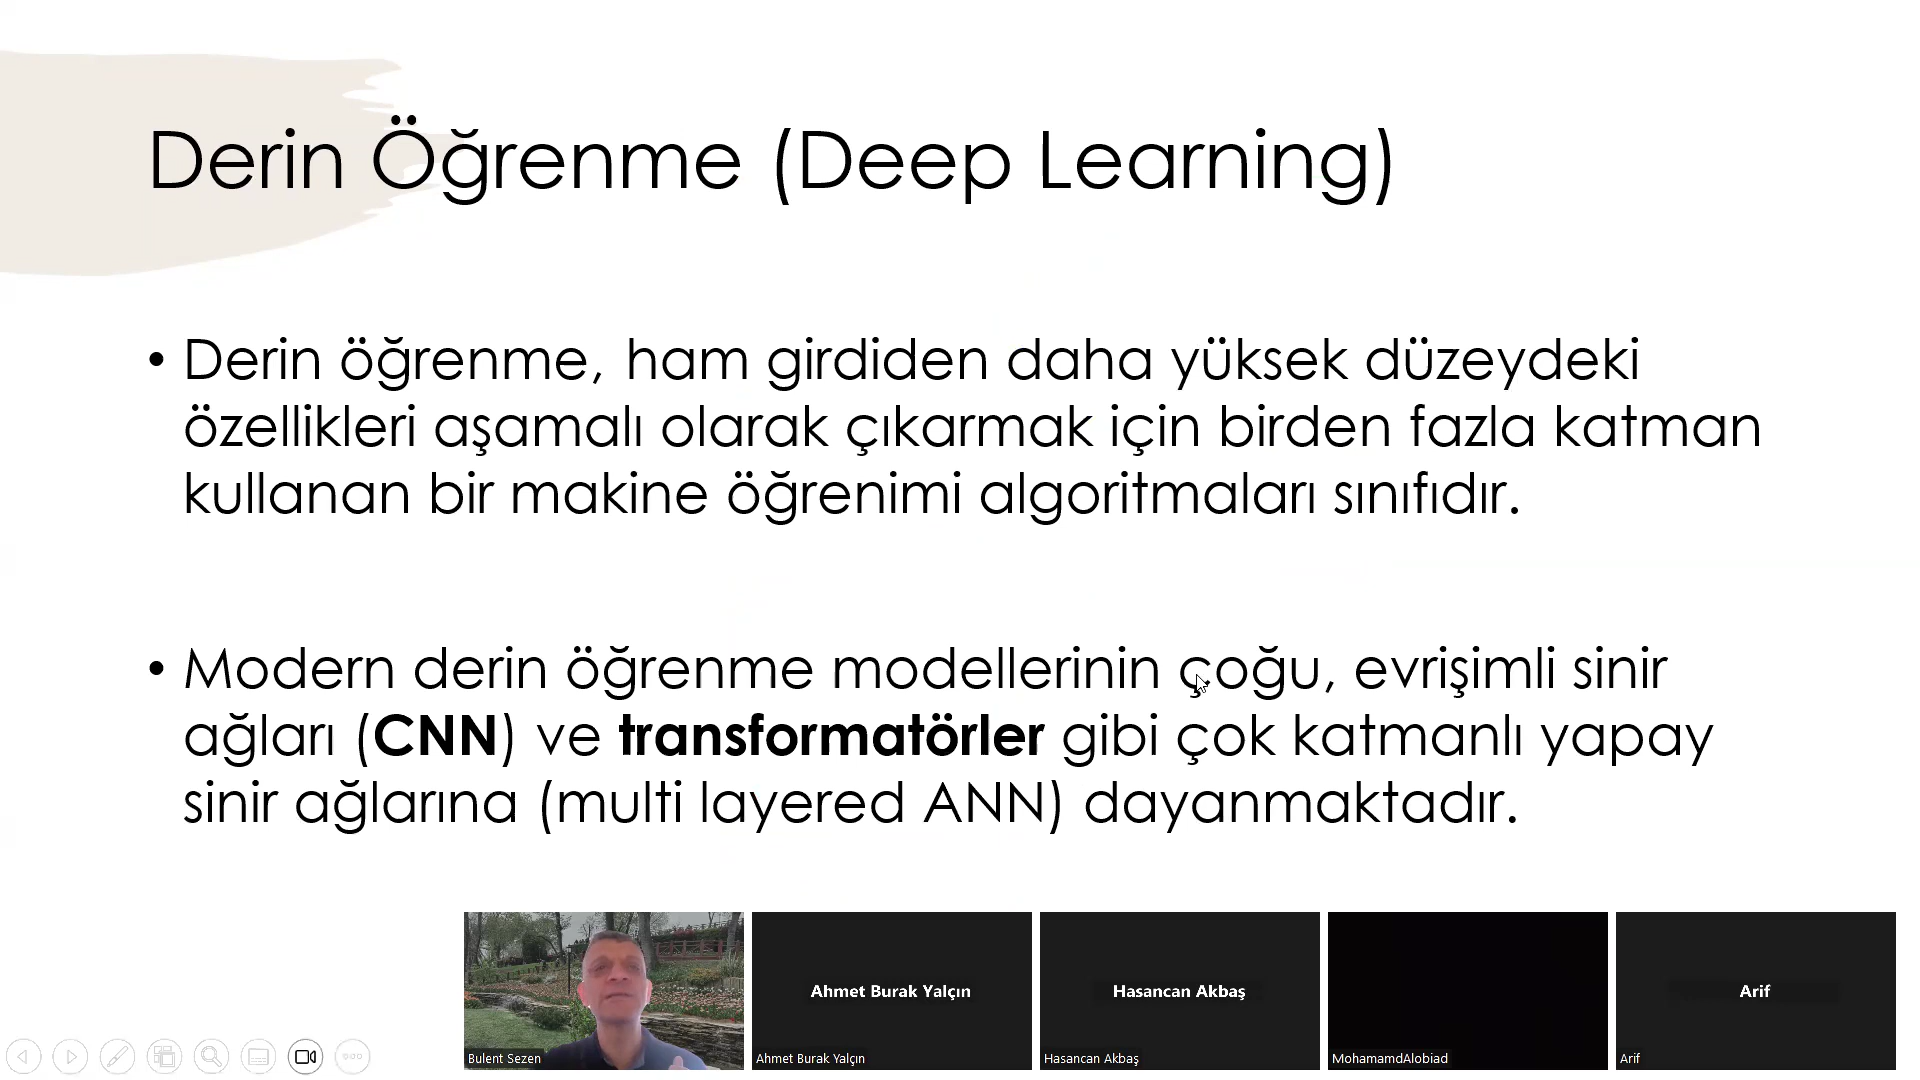 Derin Öğrenme (Deep Learning)
• Derin öğrenme, ham girdiden daha yüksek düzeydeki
özellikleri aşamalı olarak çıkarmak için birden fazla katman
kullanan bir makine öğrenimi algoritmaları sınıfıdır.
• Modern derin öğrenme modellerinin çoğu, evrişimli sinir
ağları (CNN) ve transformatörler gibi çok katmanlı yapay
sinir ağlarına (multi layered ANN) dayanmaktadır.
Ahmet Burak Yalçın
Hasancan Akbaş
Arif
Bulent Sezen
Ahmet Burak Yalçın
Hasancan Akbaş
MohamamdAlobiad
Arif